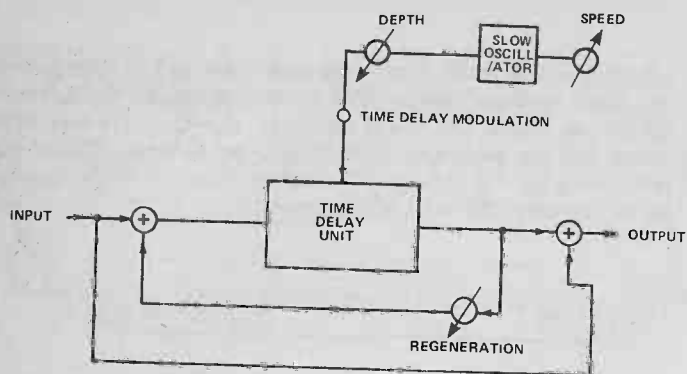 DEPTH
SPEED
SLOW
OSCILL
/ATOR
TIME DELAY MODULATION
TIME
DELAY
UNIT
INPUT
OUTPUT
REGENERATION